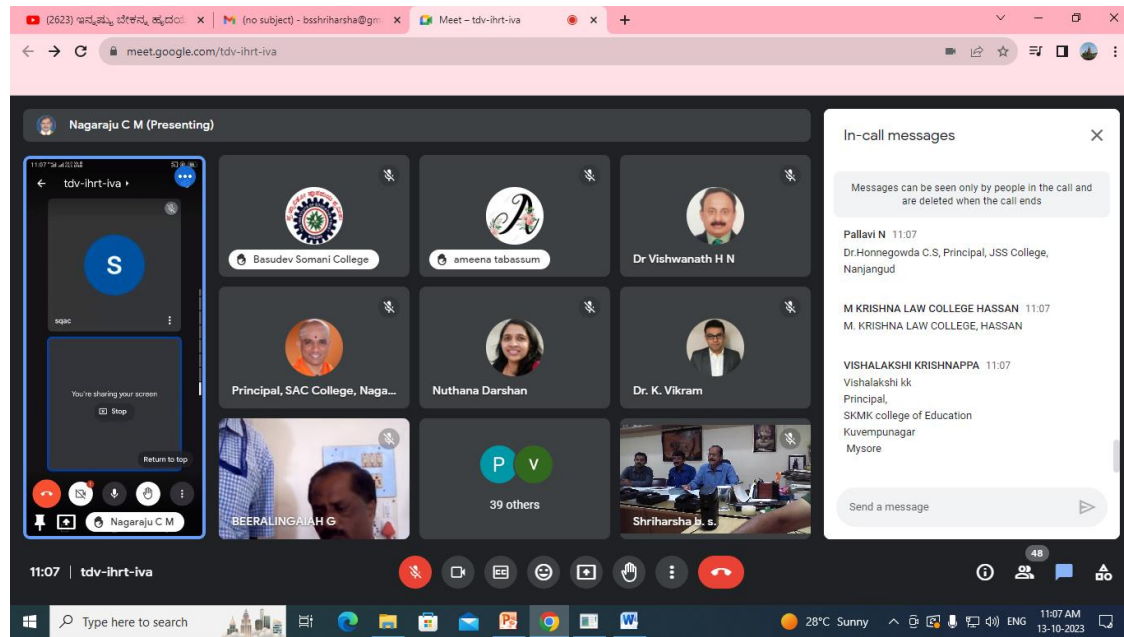 (2623) ಇನ್ನಷ್ಟು ಬೇಕನ್ನ ಹೃದಯ
(no subject) - bsshriharsha@gm
Meet – tdv-ihrt-iva
meet.google.com/tdv-ihrt-iva
Nagaraju C M (Presenting)
11:07
tdv-ihrt-iva
S
sqac
You're sharing your screen
Stop
Return to top
Nagaraju C M
Basudev Somani College
ameena tabassum
Dr Vishwanath H N
Principal, SAC College, Naga...
Nuthana Darshan
Dr. K. Vikram
BEERALINGAIAH G
P V
39 others
Shriharsha b. s.
In-call messages
Messages can be seen only by people in the call and
are deleted when the call ends
Pallavi N 11:07
Dr.Honnegowda C.S, Principal, JSS College,
Nanjangud
M KRISHNA LAW COLLEGE HASSAN 11:07
M. KRISHNA LAW COLLEGE, HASSAN
VISHALAKSHI KRISHNAPPA 11:07
Vishalakshi kk
Principal,
SKMK college of Education
Kuvempunagar
Mysore
Send a message
11:07 | tdv-ihrt-iva
48
Type here to search
28°C Sunny
ENG
11:07 AM
13-10-2023